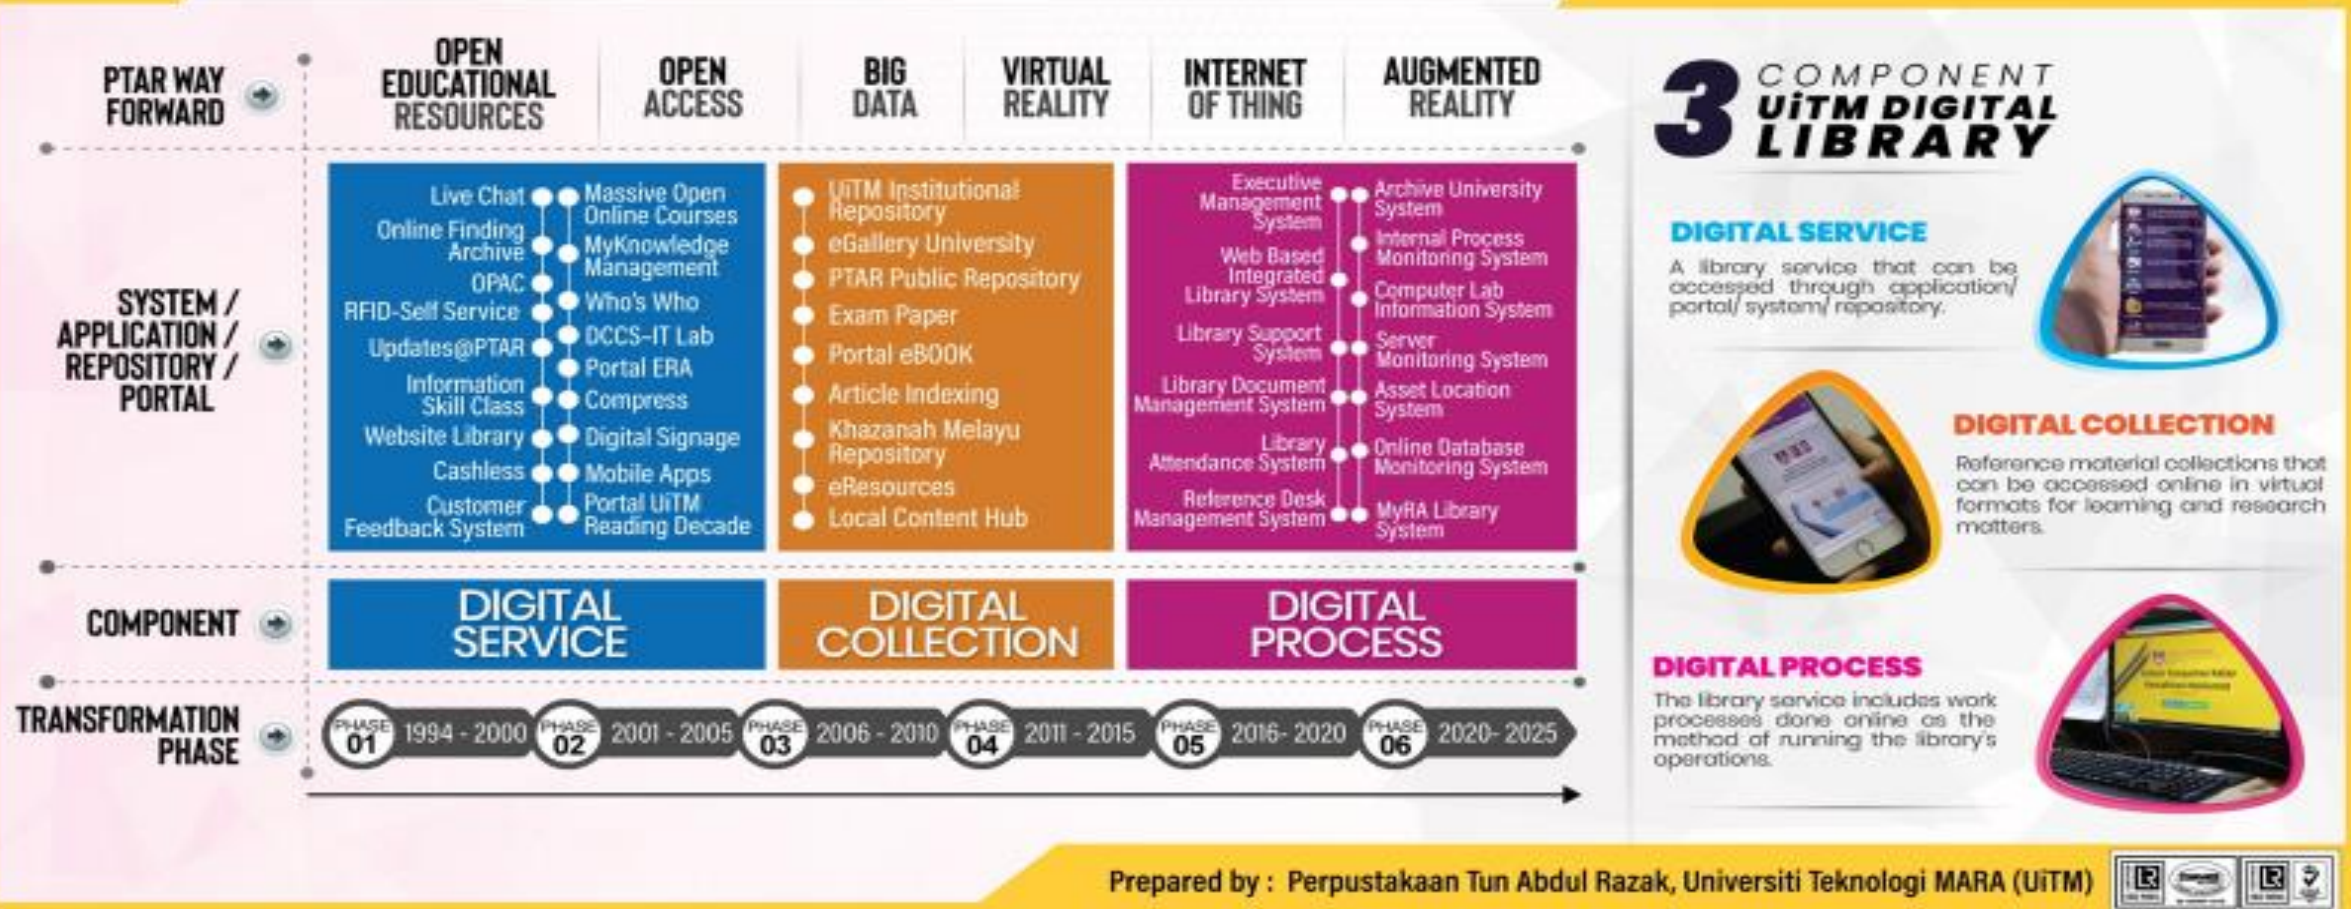 PTAR WAY
FORWARD
OPEN
EDUCATIONAL
RESOURCES
OPEN
ACCESS
BIG
DATA
VIRTUAL
REALITY
INTERNET
OF THING
AUGMENTED
REALITY
SYSTEM /
APPLICATION /
REPOSITORY /
PORTAL
Live Chat
Online Finding
Archive
OPAC
RFID-Self Service
Updates@PTAR
Information
Skill Class
Website Library
Cashless
Customer
Feedback System
Massive Open
Online Courses
MyKnowledge
Management
Who's Who
DCCS-IT Lab
Portal ERA
Compress
Digital Signage
Mobile Apps
Portal UiTM
Reading Decade
UiTM Institutional
Repository
eGallery University
PTAR Public Repository
Exam Paper
Portal eBOOK
Article Indexing
Khazanah Melayu
Repository
eResources
Local Content Hub
Executive
Management
System
Web Based
Integrated
Library System
Library Support
System
Library Document
Management System
Library
Attendance System
Reference Desk
Management System
Archive University
System
Internal Process
Monitoring System
Computer Lab
Information System
Server
Monitoring System
Asset Location
System
Online Database
Monitoring System
MyRA Library
System
COMPONENT
DIGITAL
SERVICE
DIGITAL
COLLECTION
DIGITAL
PROCESS
TRANSFORMATION
PHASE
PHASE
01
1994 - 2000
PHASE
02
2001 - 2005
PHASE
03
2006 - 2010
PHASE
04
2011 - 2015
PHASE
05
2016- 2020
PHASE
06
2020- 2025
3 COMPONENT
UiTM DIGITAL
LIBRARY
DIGITAL SERVICE
A library service that can be
accessed through application/
portal/ system/ repository.
DIGITAL COLLECTION
Reference material collections that
can be accessed online in virtual
formats for learning and research
matters.
DIGITAL PROCESS
The library service includes work
processes done online as the
method of running the library's
operations.
Prepared by : Perpustakaan Tun Abdul Razak, Universiti Teknologi MARA (UiTM)
LR
LR